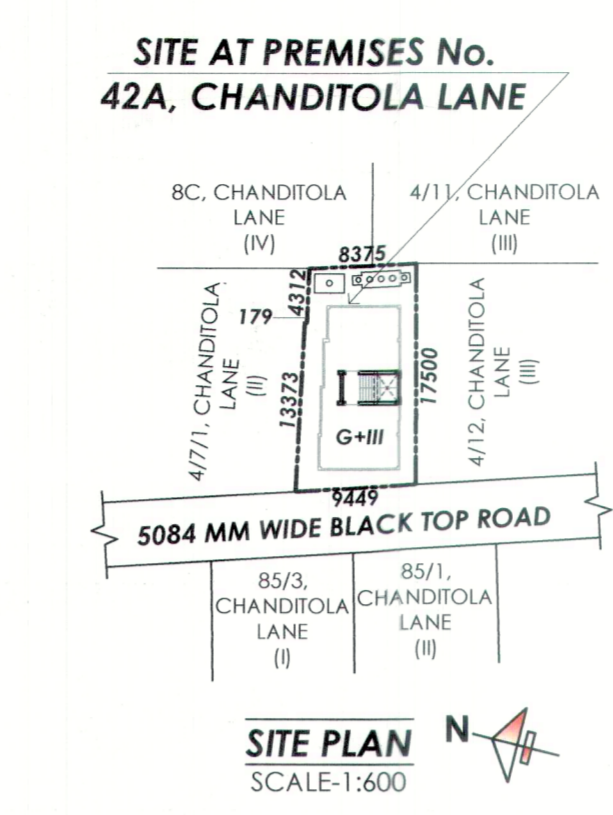 SITE AT PREMISES No.
42A, CHANDITOLA LANE
8C, CHANDITOLA
LANE
(IV)
4/11, CHANDITOLA
LANE
(III)
8375
4312
179
13373
17500
4/7/1, CHANDITOLA
LANE
(II)
4/12, CHANDITOLA
LANE
(III)
G+III
9449
5084 MM WIDE BLACK TOP ROAD
85/3,
CHANDITOLA
LANE
(I)
85/1,
CHANDITOLA
LANE
(II)
SITE PLAN
SCALE-1:600
N